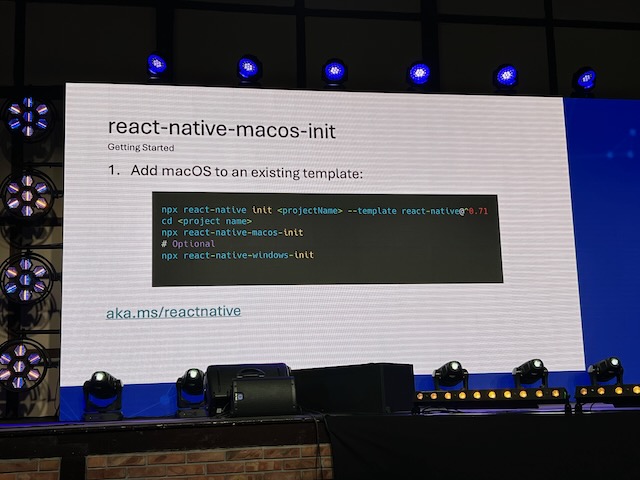 react-native-macos-init
Getting Started
1. Add macOS to an existing template:
npx react-native init <projectName> --template react-native@^0.71
cd <project name>
npx react-native-macos-init
# Optional
npx react-native-windows-init
aka.ms/reactnative